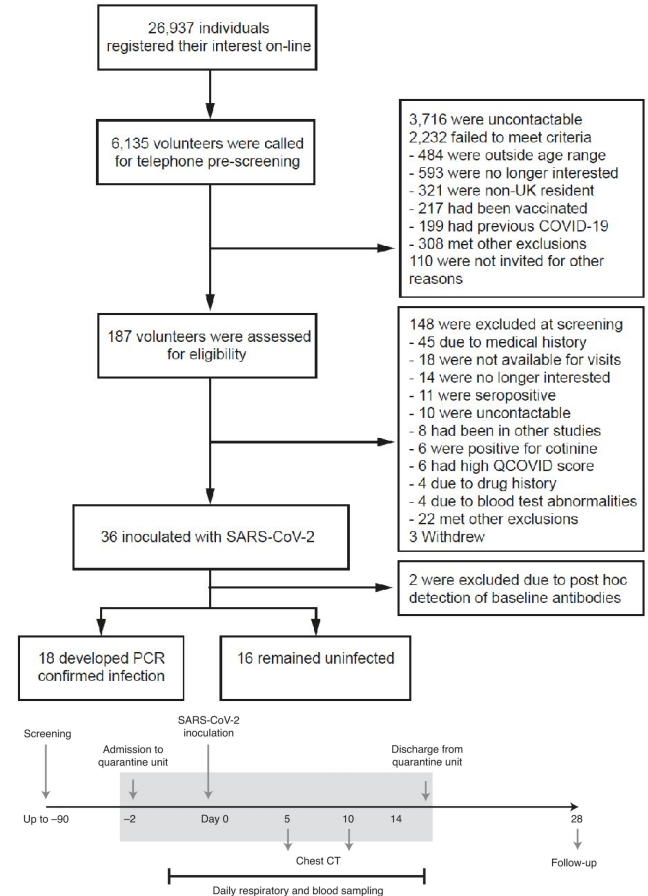 26,937 individuals
registered their interest on-line
6,135 volunteers were called
for telephone pre-screening
3,716 were uncontactable
2,232 failed to meet criteria
- 484 were outside age range
- 593 were no longer interested
- 321 were non-UK resident
- 217 had been vaccinated
- 199 had previous COVID-19
- 308 met other exclusions
110 were not invited for other
reasons
187 volunteers were assessed
for eligibility
148 were excluded at screening
- 45 due to medical history
- 18 were not available for visits
- 14 were no longer interested
- 11 were seropositive
- 10 were uncontactable
- 8 had been in other studies
- 6 were positive for cotinine
- 6 had high QCOVID score
- 4 due to drug history
- 4 due to blood test abnormalities
- 22 met other exclusions
3 Withdrew
36 inoculated with SARS-CoV-2
2 were excluded due to post hoc
detection of baseline antibodies
18 developed PCR
confirmed infection
16 remained uninfected
SARS-CoV-2
inoculation
Screening
Admission to
quarantine unit
Discharge from
quarantine unit
Up to –90
–2
Day 0
5
10
14
28
Chest CT
Follow-up
Daily respiratory and blood sampling